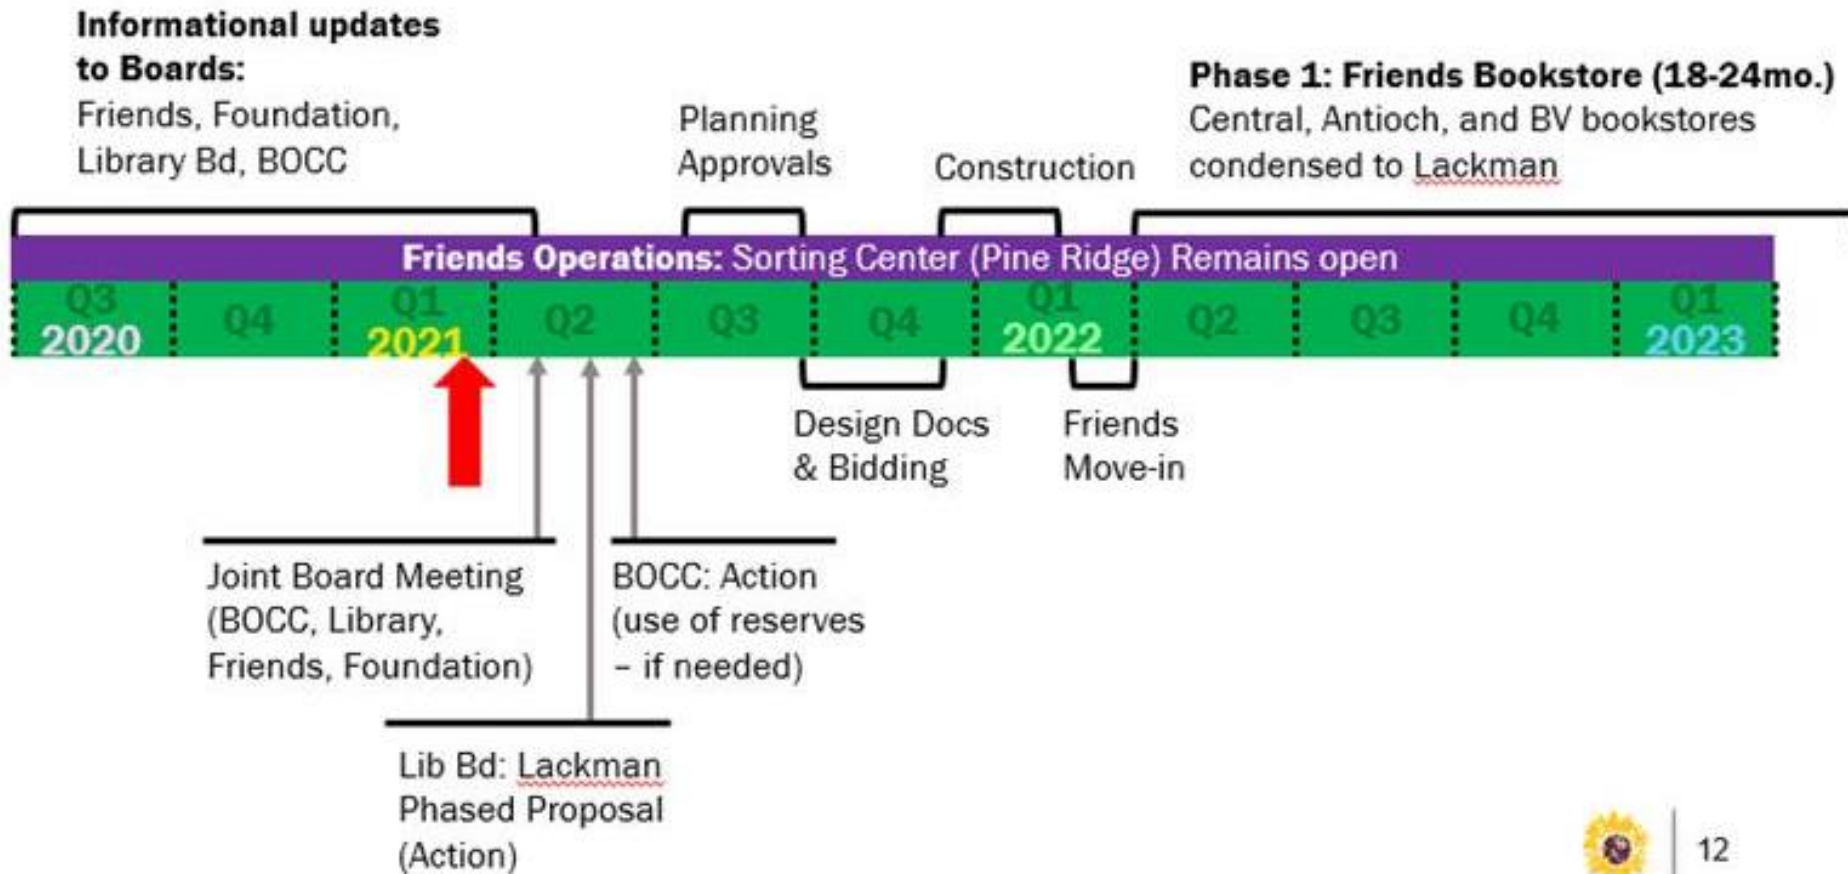 Informational updates
to Boards:
Friends, Foundation,
Library Bd, BOCC
Planning
Approvals
Construction
Phase 1: Friends Bookstore (18-24mo.)
Central, Antioch, and BV bookstores
condensed to Lackman
Friends Operations: Sorting Center (Pine Ridge) Remains open
Q3 Q4 Q1 Q2 Q3 Q4 Q1 Q2 Q3 Q4 Q1
2020 2021 2022 2023
Design Docs
& Bidding
Friends
Move-in
Joint Board Meeting
(BOCC, Library,
Friends, Foundation)
BOCC: Action
(use of reserves
– if needed)
Lib Bd: Lackman
Phased Proposal
(Action)
12